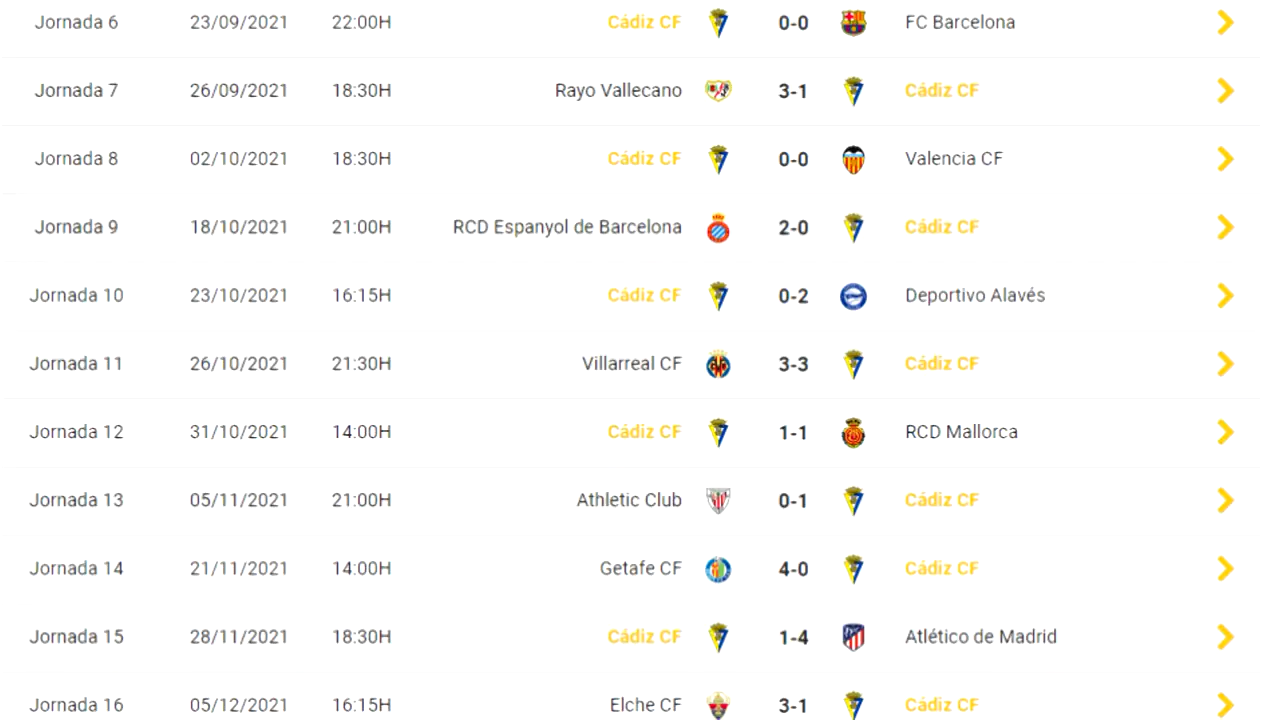 Jornada 6 23/09/2021 22:00H Cádiz CF 0-0 FC Barcelona
Jornada 7 26/09/2021 18:30H Rayo Vallecano 3-1 Cádiz CF
Jornada 8 02/10/2021 18:30H Cádiz CF 0-0 Valencia CF
Jornada 9 18/10/2021 21:00H RCD Espanyol de Barcelona 2-0 Cádiz CF
Jornada 10 23/10/2021 16:15H Cádiz CF 0-2 Deportivo Alavés
Jornada 11 26/10/2021 21:30H Villarreal CF 3-3 Cádiz CF
Jornada 12 31/10/2021 14:00H Cádiz CF 1-1 RCD Mallorca
Jornada 13 05/11/2021 21:00H Athletic Club 0-1 Cádiz CF
Jornada 14 21/11/2021 14:00H Getafe CF 4-0 Cádiz CF
Jornada 15 28/11/2021 18:30H Cádiz CF 1-4 Atlético de Madrid
Jornada 16 05/12/2021 16:15H Elche CF 3-1 Cádiz CF